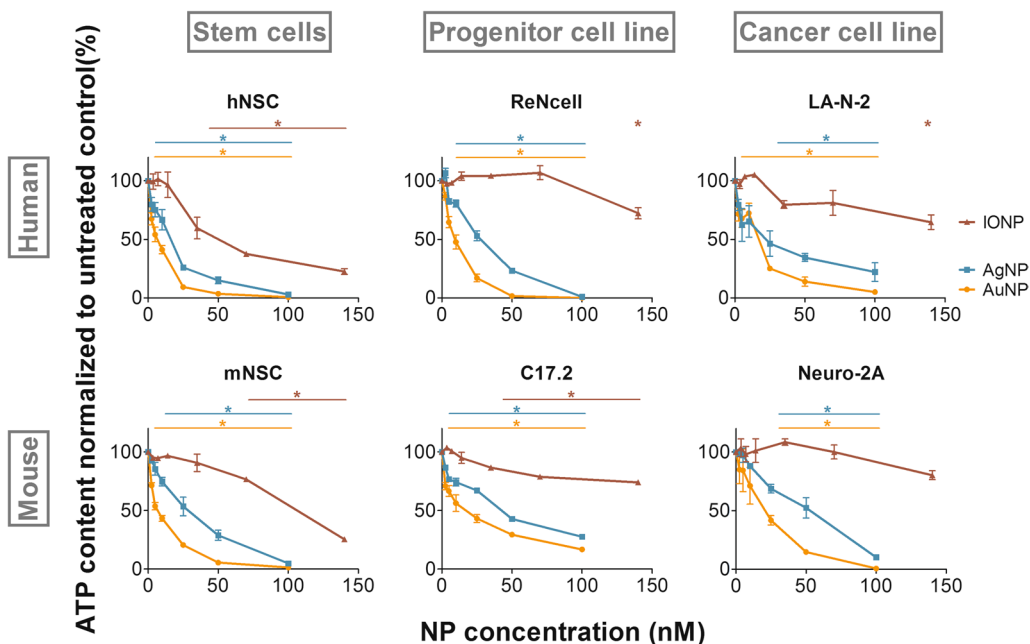 Stem cells
Progenitor cell line
Cancer cell line
ATP content normalized to untreated control(%)
Human
hNSC
ReNcell
LA-N-2
*
*
*
*
*
*
*
*
*
100
50
0
0 50 100 150
100
50
0
0 50 100 150
100
50
0
0 50 100 150
IONP
AgNP
AuNP
Mouse
mNSC
C17.2
Neuro-2A
*
*
*
*
*
*
*
*
100
50
0
0 50 100 150
100
50
0
0 50 100 150
100
50
0
0 50 100 150
NP concentration (nM)